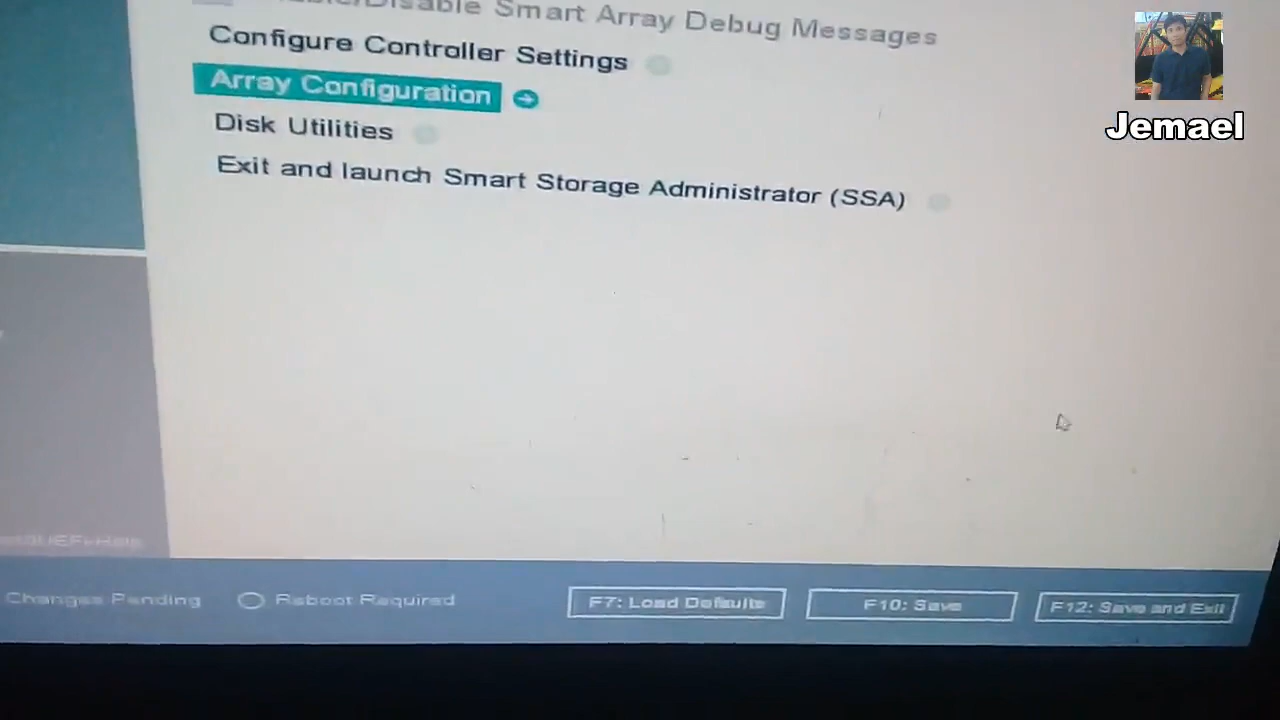 Smart Array Debug Messages
Configure Controller Settings
Array Configuration
Disk Utilities
Exit and launch Smart Storage Administrator (SSA)
Jemael
Changes Pending
Reboot Required
F7: Load Defaults
F10: Save
F12: Save and Exit